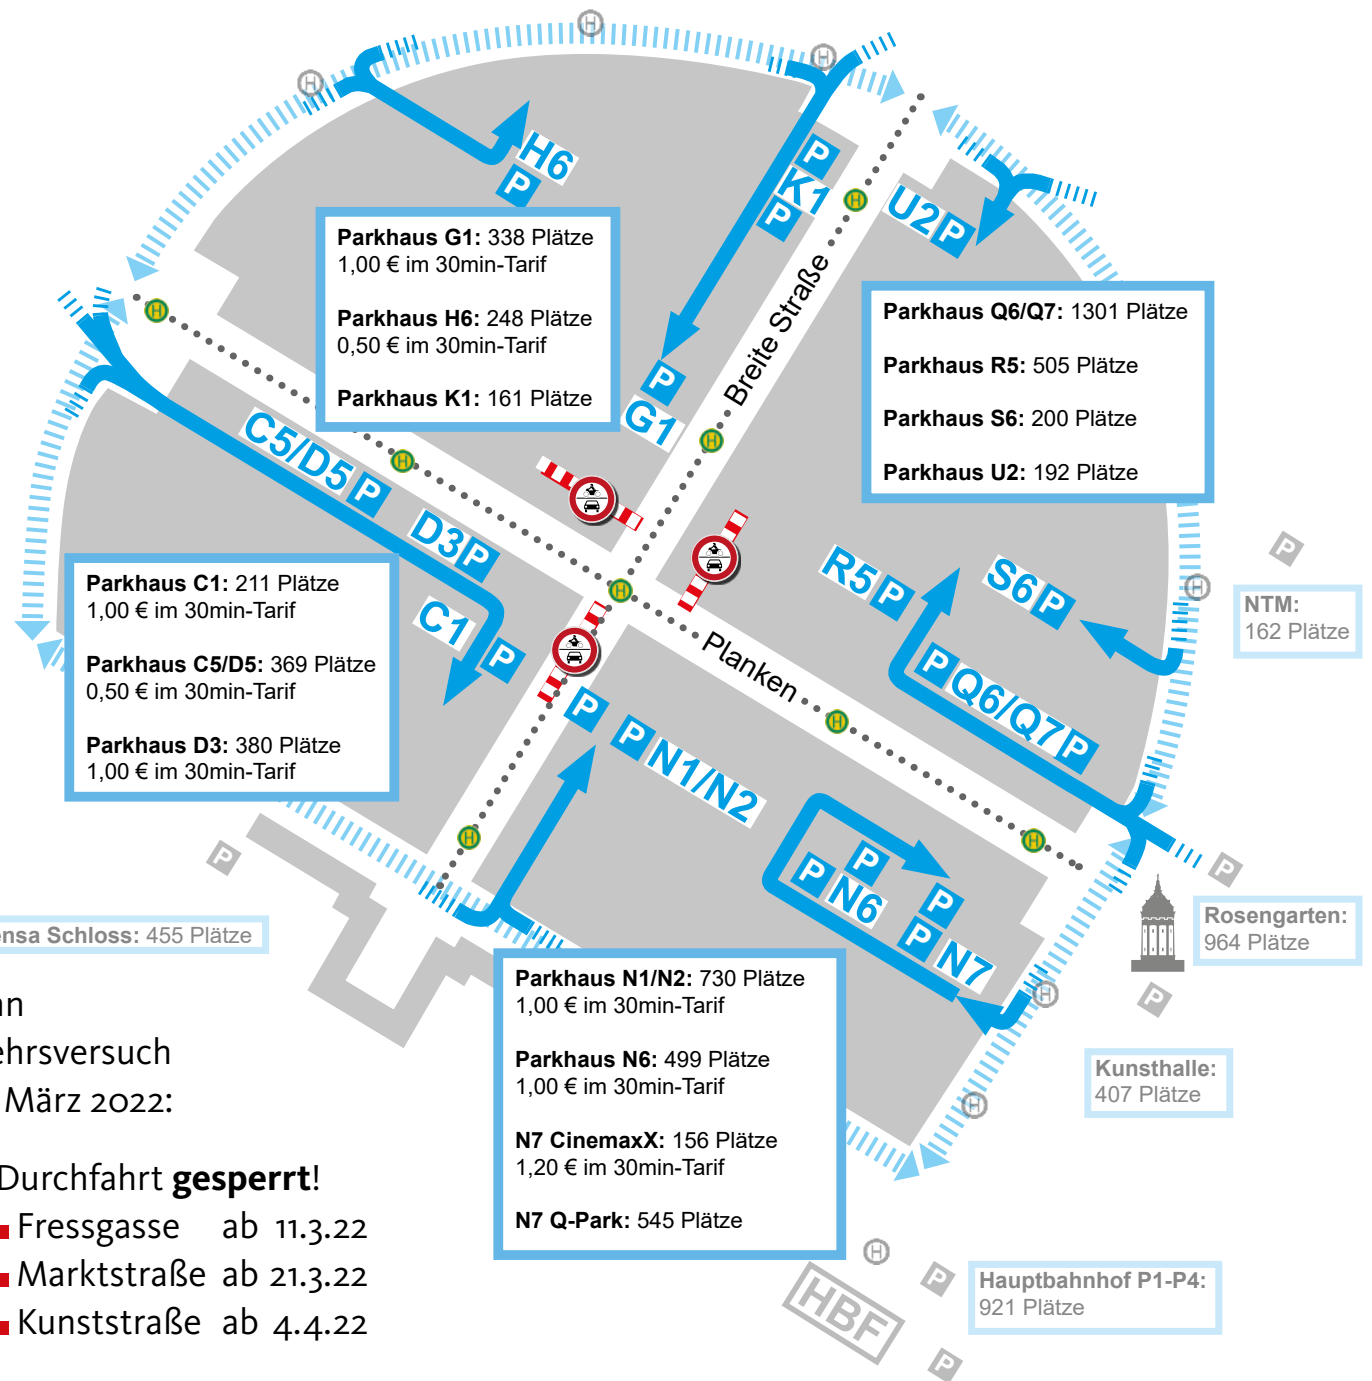 H
H
H
H6
P
P
K1
P
U2 P
Parkhaus G1: 338 Plätze
1,00 € im 30min-Tarif
Parkhaus H6: 248 Plätze
0,50 € im 30min-Tarif
Parkhaus K1: 161 Plätze
Breite Straße
H
H
P
G1
Parkhaus Q6/Q7: 1301 Plätze
Parkhaus R5: 505 Plätze
Parkhaus S6: 200 Plätze
Parkhaus U2: 192 Plätze
H
H
C5/D5 P
D3 P
C1 P
Parkhaus C1: 211 Plätze
1,00 € im 30min-Tarif
Parkhaus C5/D5: 369 Plätze
0,50 € im 30min-Tarif
Parkhaus D3: 380 Plätze
1,00 € im 30min-Tarif
H
R5 P
S6 P
H
P
NTM:
162 Plätze
Planken
H
H
P Q6/Q7 P
P
P N1/N2
H
P
P N6
P
P N7
P
P
Rosengarten:
964 Plätze
P
H
Kunsthalle:
407 Plätze
H
P
ensa Schloss: 455 Plätze
Parkhaus N1/N2: 730 Plätze
1,00 € im 30min-Tarif
Parkhaus N6: 499 Plätze
1,00 € im 30min-Tarif
N7 CinemaxX: 156 Plätze
1,20 € im 30min-Tarif
N7 Q-Park: 545 Plätze
nn
ehrsversuch
März 2022:
Durchfahrt gesperrt!
Fressgasse ab 11.3.22
Marktstraße ab 21.3.22
Kunststraße ab 4.4.22
H
HBF
P
P
Hauptbahnhof P1-P4:
921 Plätze